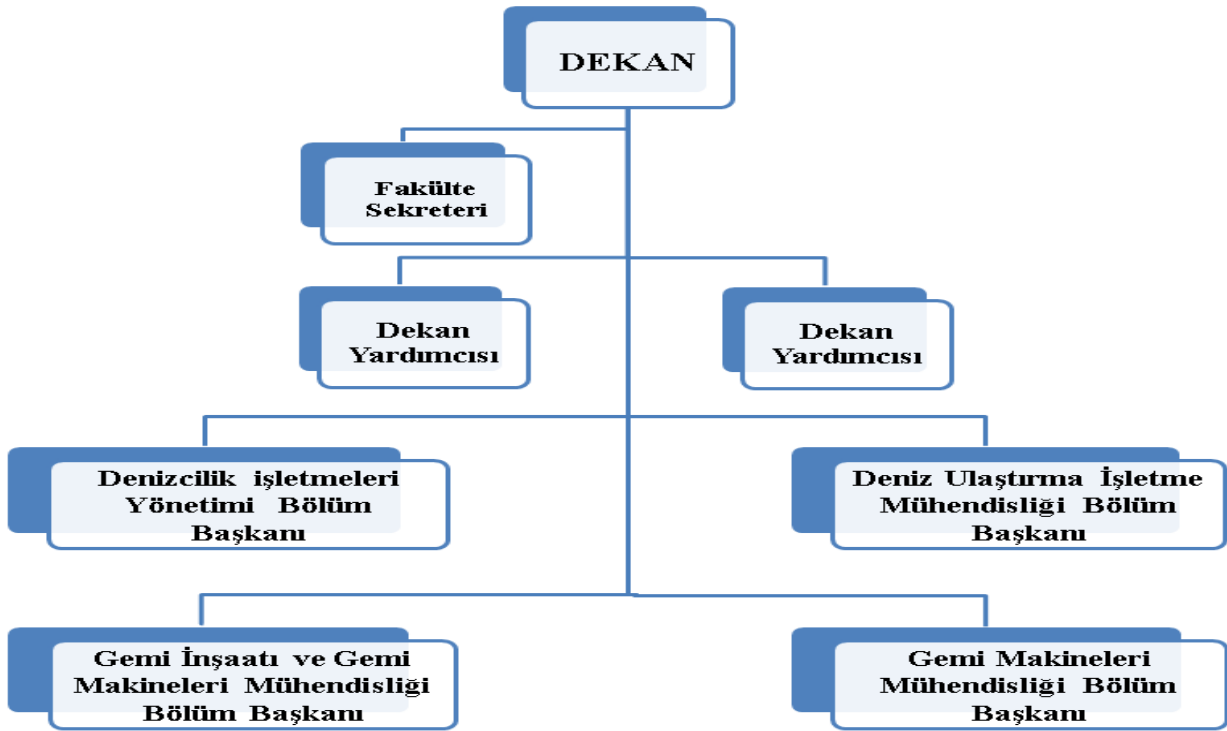 DEKAN
Fakülte
Sekreteri
Dekan
Yardımcısı
Dekan
Yardımcısı
Denizcilik işletmeleri
Yönetimi Bölüm
Başkanı
Deniz Ulaştırma İşletme
Mühendisliği Bölüm
Başkanı
Gemi İnşaatı ve Gemi
Makineleri Mühendisliği
Bölüm Başkanı
Gemi Makineleri
Mühendisliği Bölüm
Başkanı